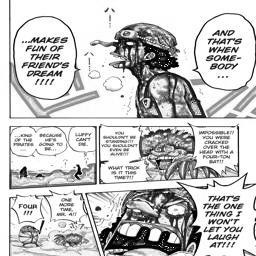 AND
THAT'S
WHEN
SOME-
BODY
...
...MAKES
FUN OF
THEIR
FRIEND'S
DREAM
!!!!
IMPOSSIBLE!!
YOU WERE
CRACKED
OVER THE
HEAD WITH A
FOUR-TON
BAT!!
YOU
SHOULDN'T BE
STANDING!!!
YOU SHOULDN'T
EVEN BE
ALIVE!!!
WHAT TRICK
IS IT THIS
TIME?!!
LUFFY
CAN'T
DIE.
BECAUSE
HE'S GOING
TO BE...
...KING
OF THE
PIRATES
THAT'S
THE ONE
THING I
WON'T
LET YOU
LAUGH
AT!!!
ONE
MORE
TIME,
MR. 4!!
FOUR
!!!